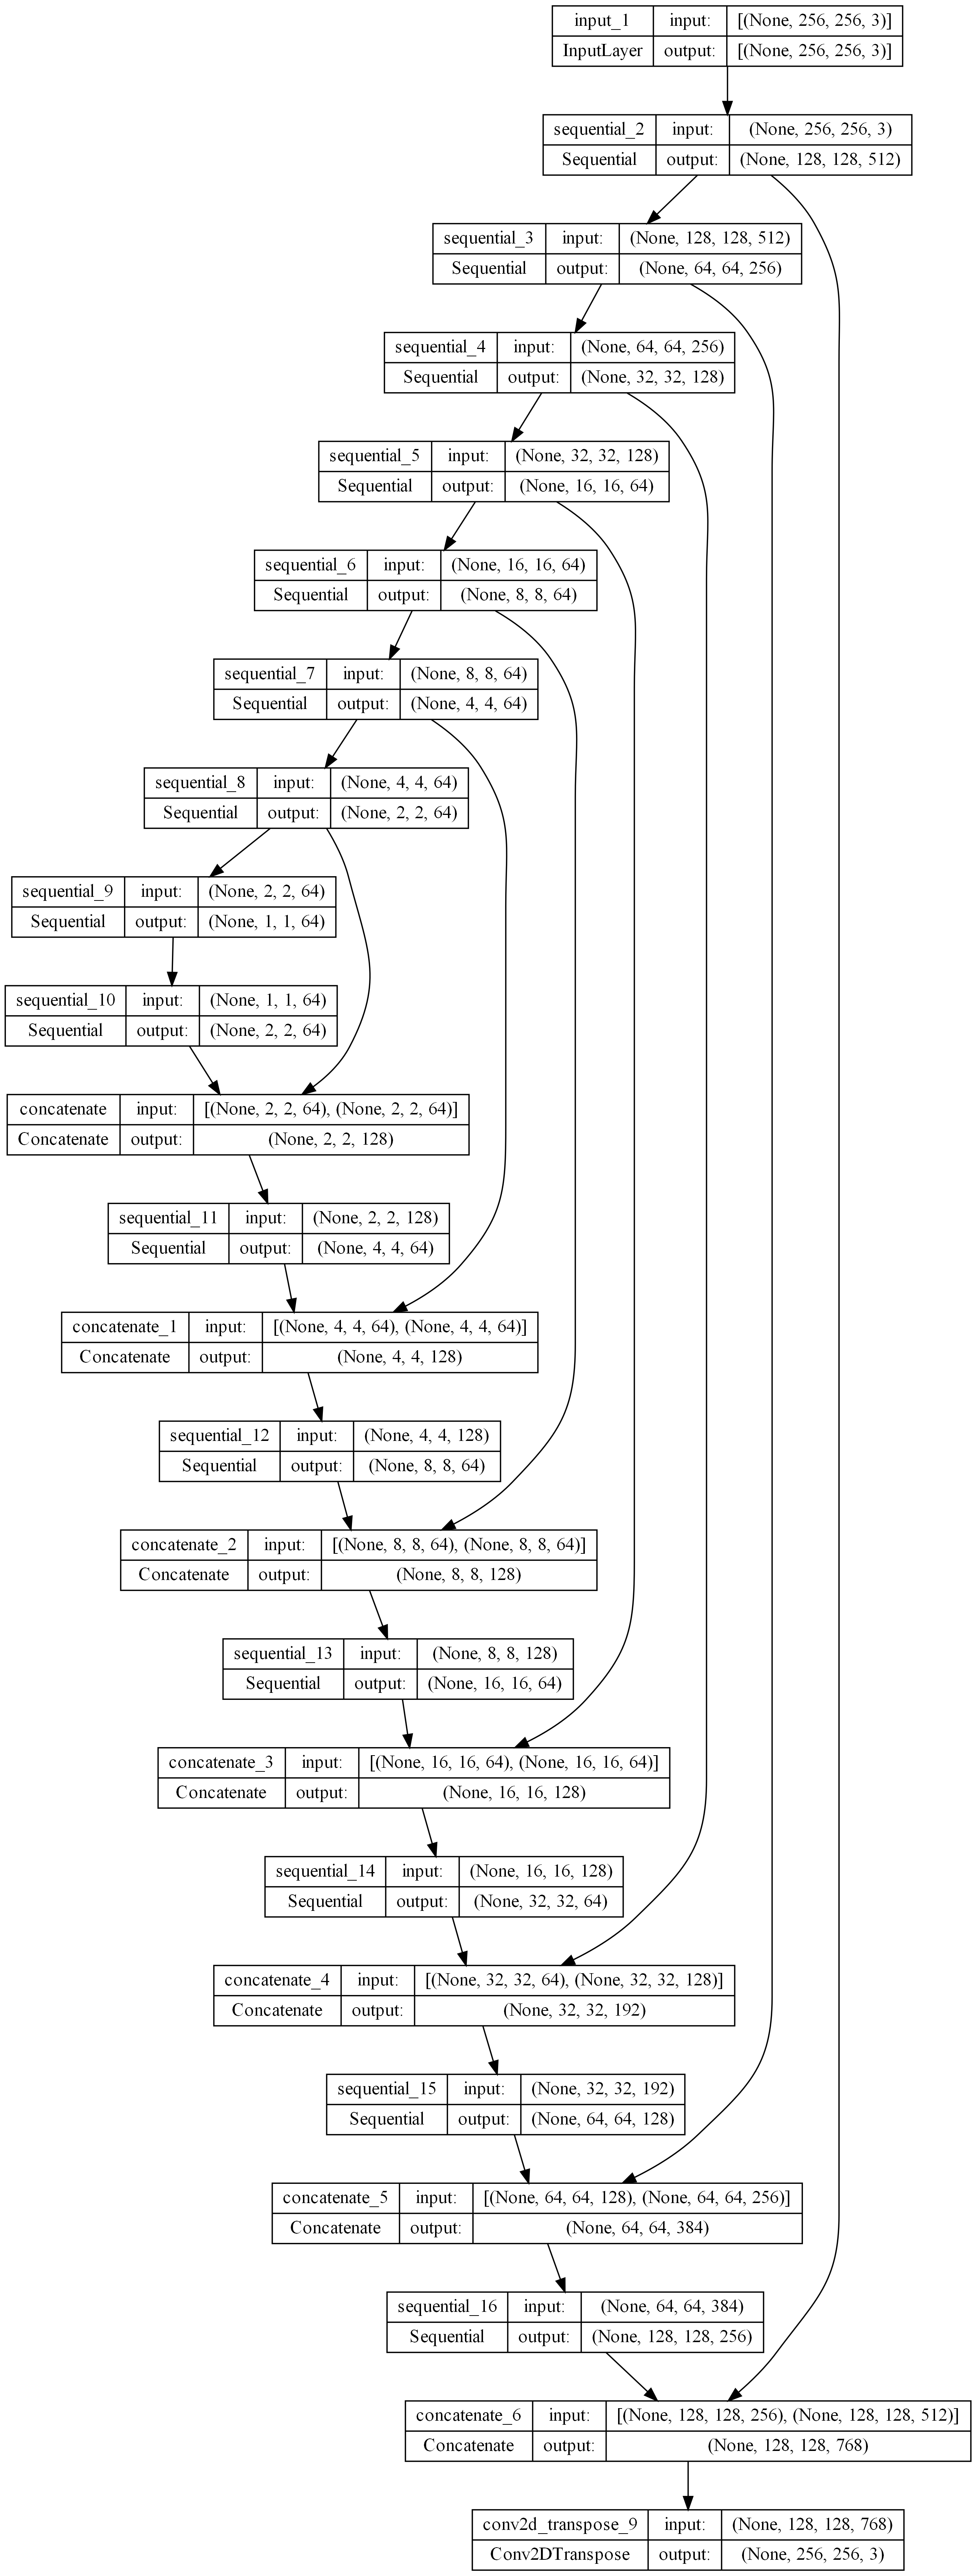 input_1 input: [(None, 256, 256, 3)]
InputLayer output: [(None, 256, 256, 3)]
sequential_2 input: (None, 256, 256, 3)
Sequential output: (None, 128, 128, 512)
sequential_3 input: (None, 128, 128, 512)
Sequential output: (None, 64, 64, 256)
sequential_4 input: (None, 64, 64, 256)
Sequential output: (None, 32, 32, 128)
sequential_5 input: (None, 32, 32, 128)
Sequential output: (None, 16, 16, 64)
sequential_6 input: (None, 16, 16, 64)
Sequential output: (None, 8, 8, 64)
sequential_7 input: (None, 8, 8, 64)
Sequential output: (None, 4, 4, 64)
sequential_8 input: (None, 4, 4, 64)
Sequential output: (None, 2, 2, 64)
sequential_9 input: (None, 2, 2, 64)
Sequential output: (None, 1, 1, 64)
sequential_10 input: (None, 1, 1, 64)
Sequential output: (None, 2, 2, 64)
concatenate input: [(None, 2, 2, 64), (None, 2, 2, 64)]
Concatenate output: (None, 2, 2, 128)
sequential_11 input: (None, 2, 2, 128)
Sequential output: (None, 4, 4, 64)
concatenate_1 input: [(None, 4, 4, 64), (None, 4, 4, 64)]
Concatenate output: (None, 4, 4, 128)
sequential_12 input: (None, 4, 4, 128)
Sequential output: (None, 8, 8, 64)
concatenate_2 input: [(None, 8, 8, 64), (None, 8, 8, 64)]
Concatenate output: (None, 8, 8, 128)
sequential_13 input: (None, 8, 8, 128)
Sequential output: (None, 16, 16, 64)
concatenate_3 input: [(None, 16, 16, 64), (None, 16, 16, 64)]
Concatenate output: (None, 16, 16, 128)
sequential_14 input: (None, 16, 16, 128)
Sequential output: (None, 32, 32, 64)
concatenate_4 input: [(None, 32, 32, 64), (None, 32, 32, 128)]
Concatenate output: (None, 32, 32, 192)
sequential_15 input: (None, 32, 32, 192)
Sequential output: (None, 64, 64, 128)
concatenate_5 input: [(None, 64, 64, 128), (None, 64, 64, 256)]
Concatenate output: (None, 64, 64, 384)
sequential_16 input: (None, 64, 64, 384)
Sequential output: (None, 128, 128, 256)
concatenate_6 input: [(None, 128, 128, 256), (None, 128, 128, 512)]
Concatenate output: (None, 128, 128, 768)
conv2d_transpose_9 input: (None, 128, 128, 768)
Conv2DTranspose output: (None, 256, 256, 3)